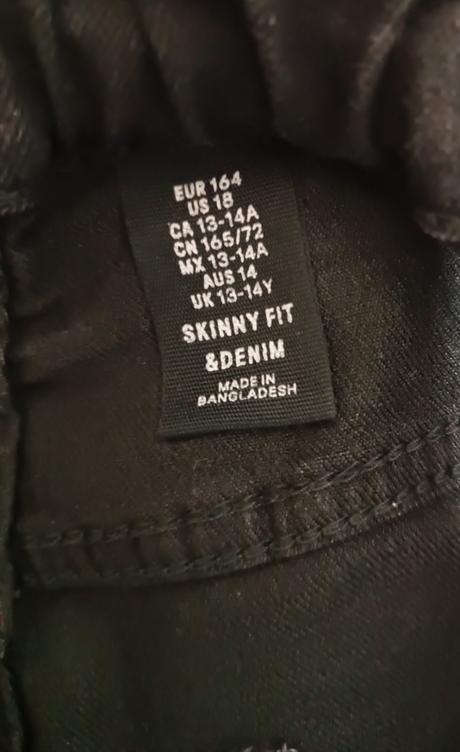 EUR 164
US 18
CA 13-14A
CN 165/72
MX 13-14A
AUS 14
UK 13-14Y
SKINNY FIT
&DENIM
MADE IN
BANGLADESH